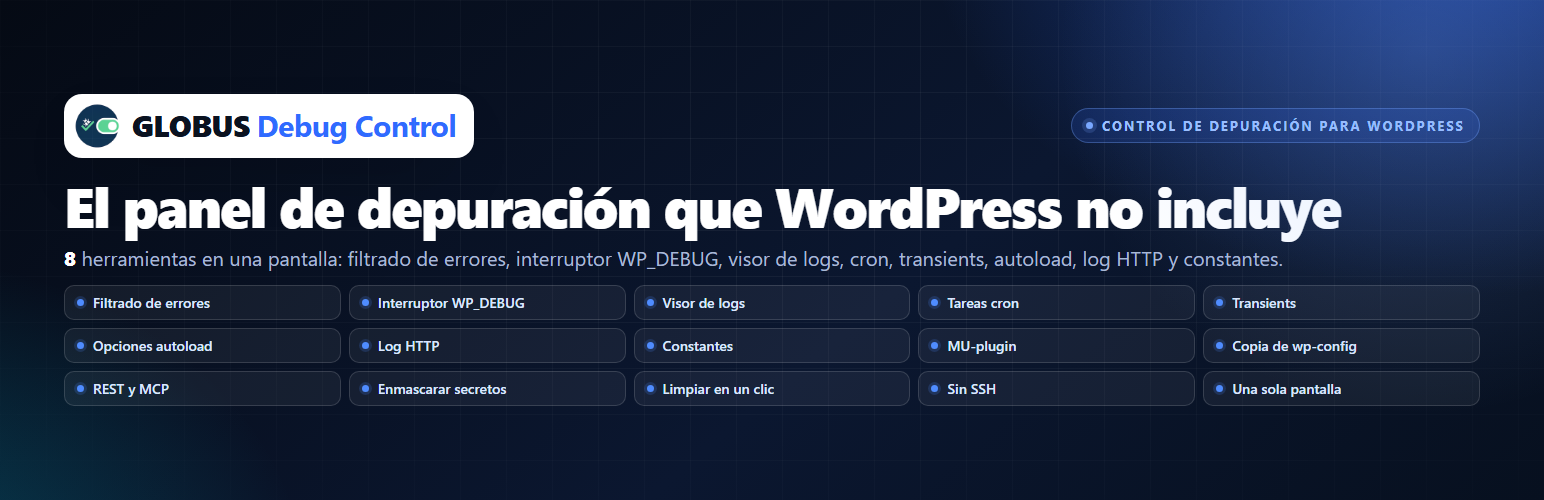 GLOBUS Debug Control
CONTROL DE DEPURACIÓN PARA WORDPRESS
El panel de depuración que WordPress no incluye
8 herramientas en una pantalla: filtrado de errores, interruptor WP_DEBUG, visor de logs, cron, transients, autoload, log HTTP y constantes.
Filtrado de errores
Interruptor WP_DEBUG
Visor de logs
Tareas cron
Transients
Opciones autoload
Log HTTP
Constantes
MU-plugin
Copia de wp-config
REST y MCP
Enmascarar secretos
Limpiar en un clic
Sin SSH
Una sola pantalla